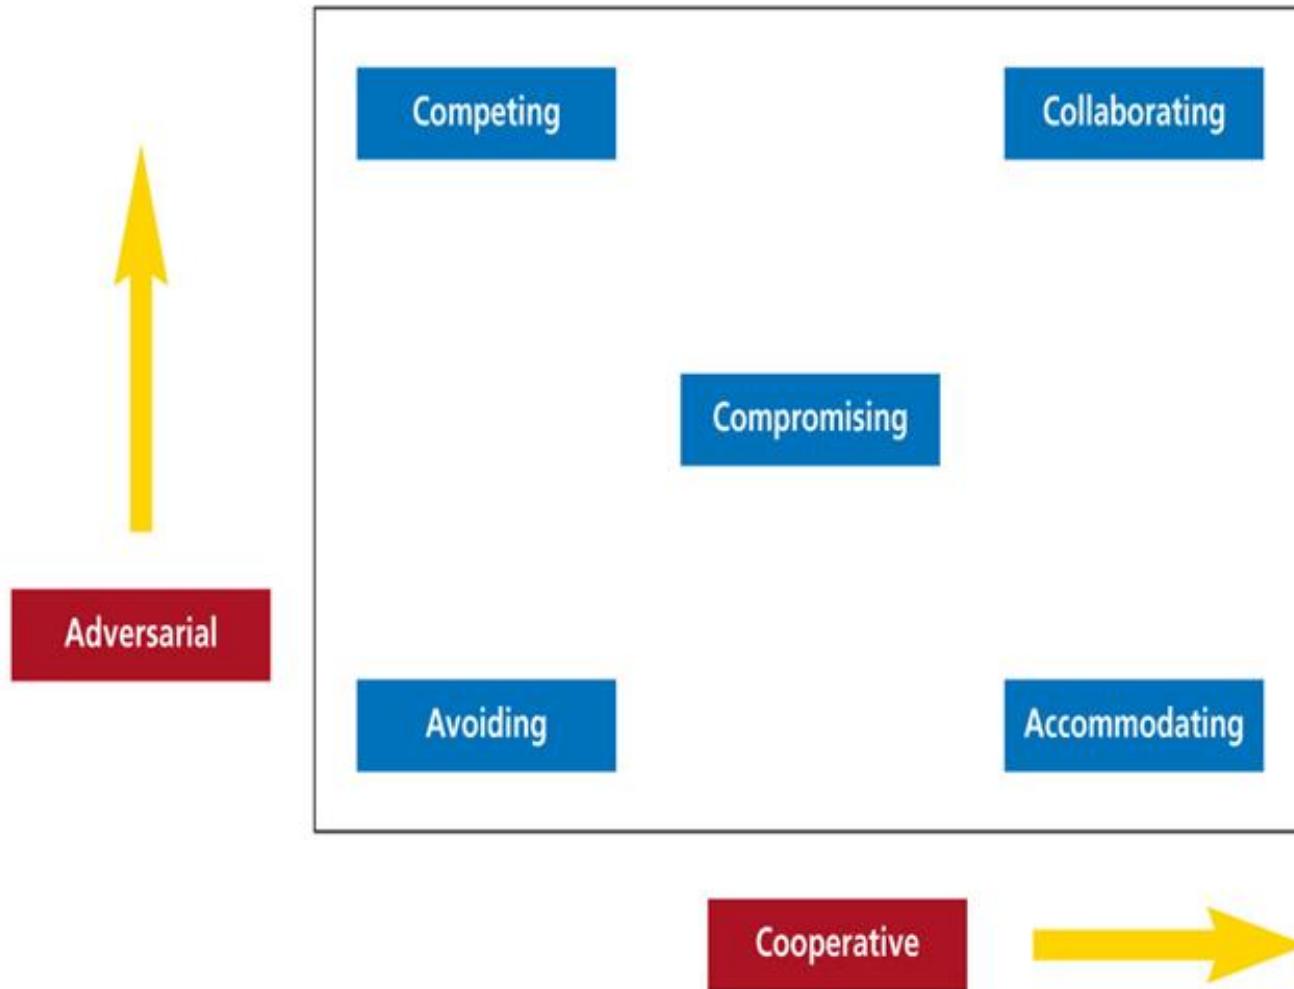 Competing
Collaborating
Compromising
Adversarial
Avoiding
Accommodating
Cooperative